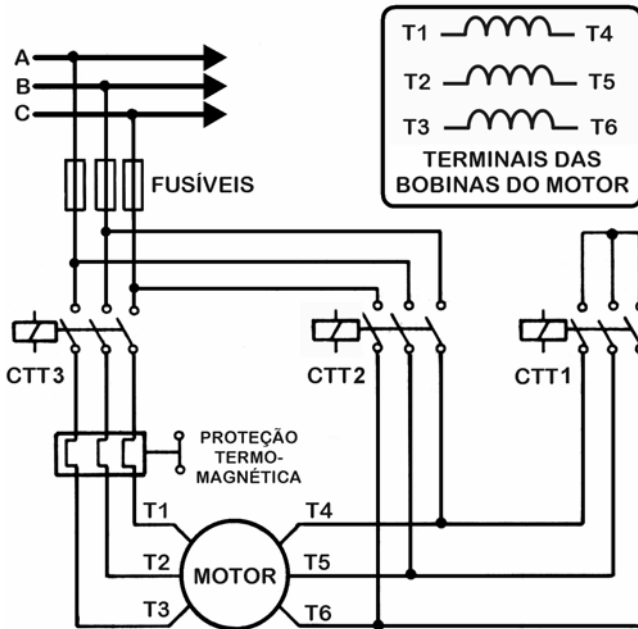 A
B
C
FUSÍVEIS
T1 T4
T2 T5
T3 T6
TERMINAIS DAS
BOBINAS DO MOTOR
CTT3
CTT2
CTT1
PROTEÇÃO
TERMO-
MAGNÉTICA
T1
T2
T3
MOTOR
T4
T5
T6